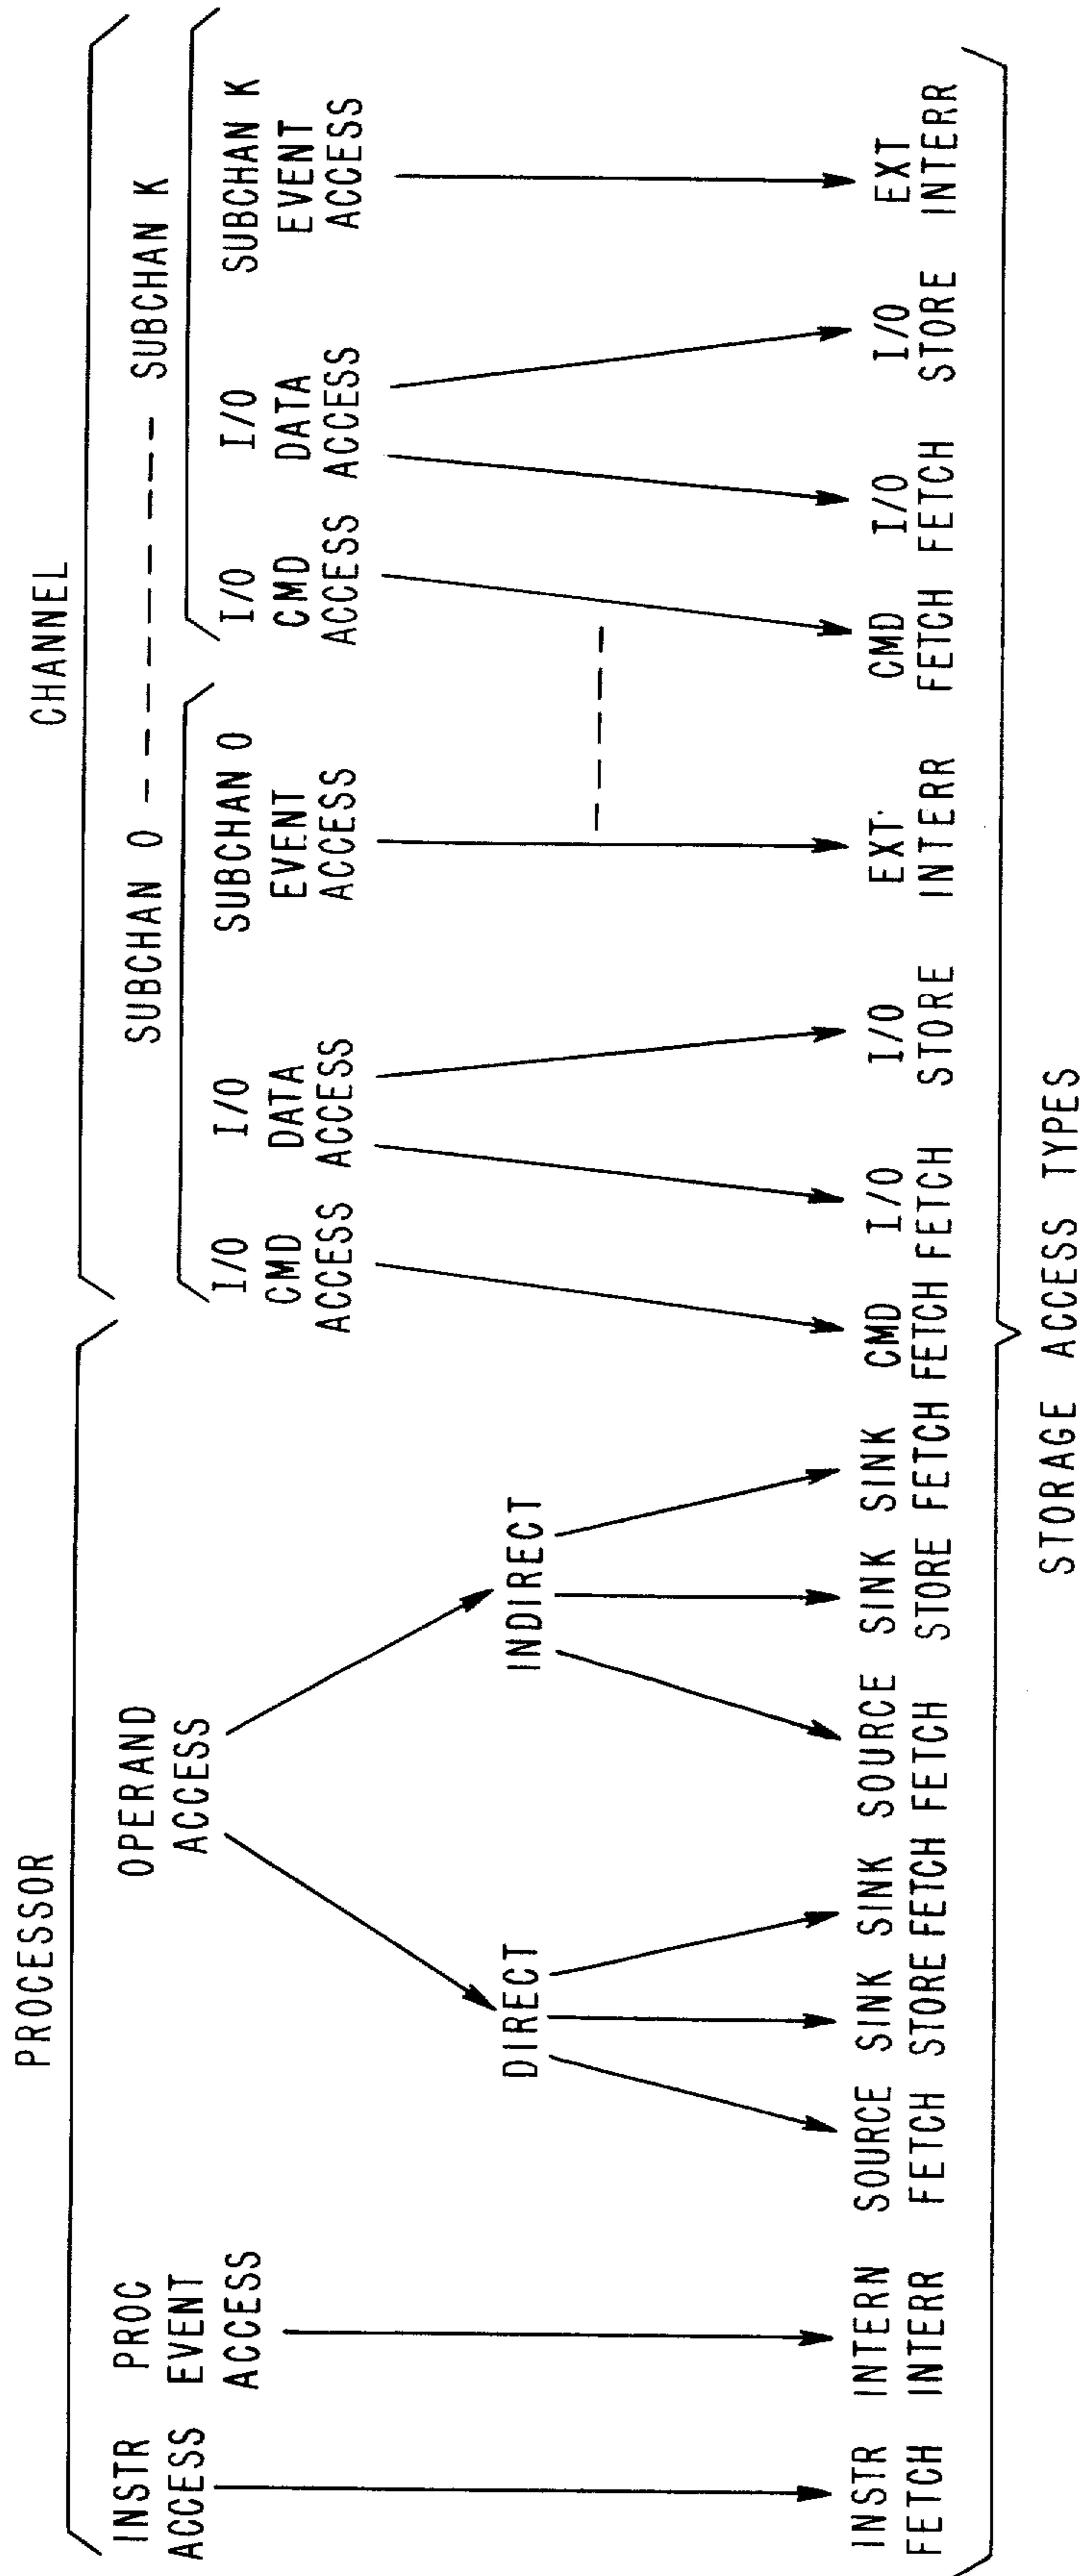 PROCESSOR
CHANNEL
INSTR ACCESS
PROC EVENT ACCESS
OPERAND ACCESS
SUBCHAN 0 ------- SUBCHAN K
I/O CMD ACCESS
I/O DATA ACCESS
SUBCHAN 0 EVENT ACCESS
I/O CMD ACCESS
I/O DATA ACCESS
SUBCHAN K EVENT ACCESS
DIRECT
INDIRECT
INSTR FETCH
INTERN INTERR
SOURCE FETCH
SINK STORE
SINK FETCH
SOURCE FETCH
SINK STORE
SINK FETCH
CMD FETCH
I/O FETCH
I/O STORE
EXT INTERR
CMD FETCH
I/O FETCH
I/O STORE
EXT INTERR
STORAGE ACCESS TYPES